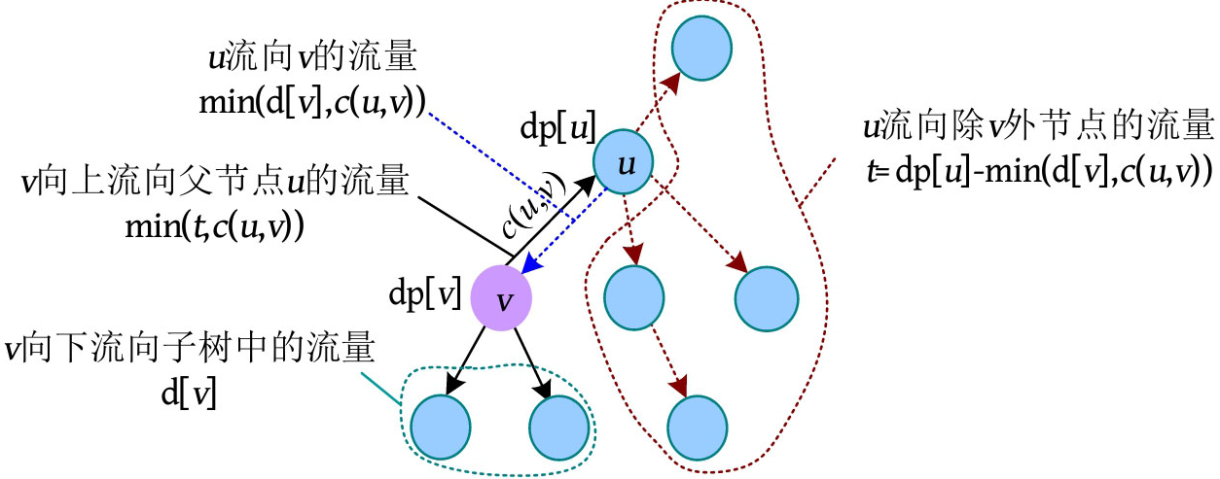 u流向v的流量
min(d[v],c(u,v))
dp[u]
u
u流向除v外节点的流量
t=dp[u]-min(d[v],c(u,v))
v向上流向父节点u的流量
min(t,c(u,v))
c(u,v)
dp[v]
v
v向下流向子树中的流量
d[v]